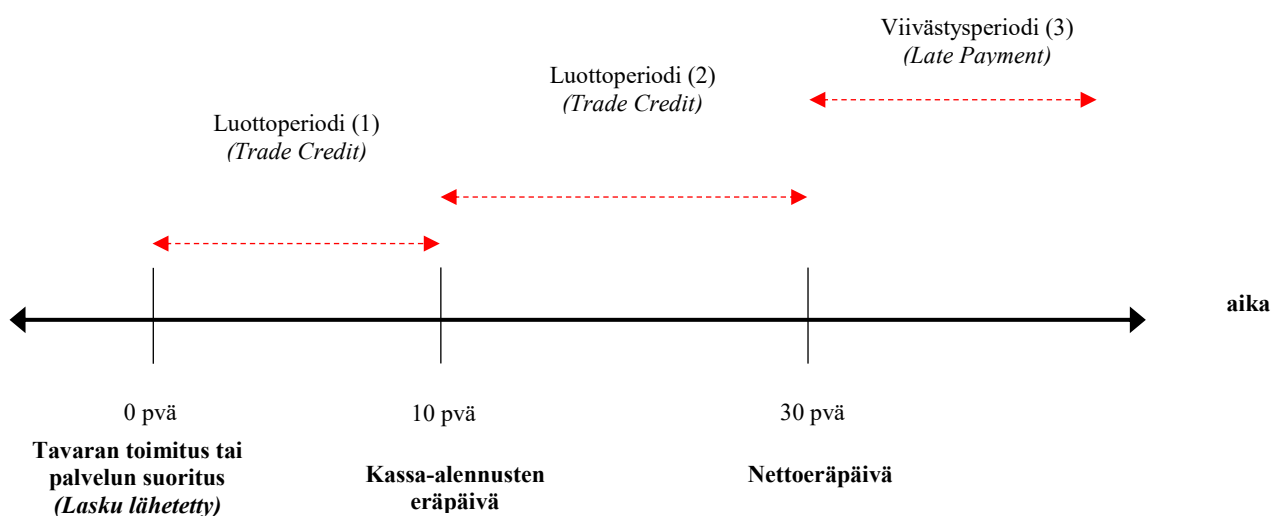 Viivästysperiodi (3)
(Late Payment)
Luottoperiodi (2)
(Trade Credit)
Luottoperiodi (1)
(Trade Credit)
aika
0 pvä
10 pvä
30 pvä
Tavaran toimitus tai
palvelun suoritus
(Lasku lähetetty)
Kassa-alennusten
eräpäivä
Nettoeräpäivä